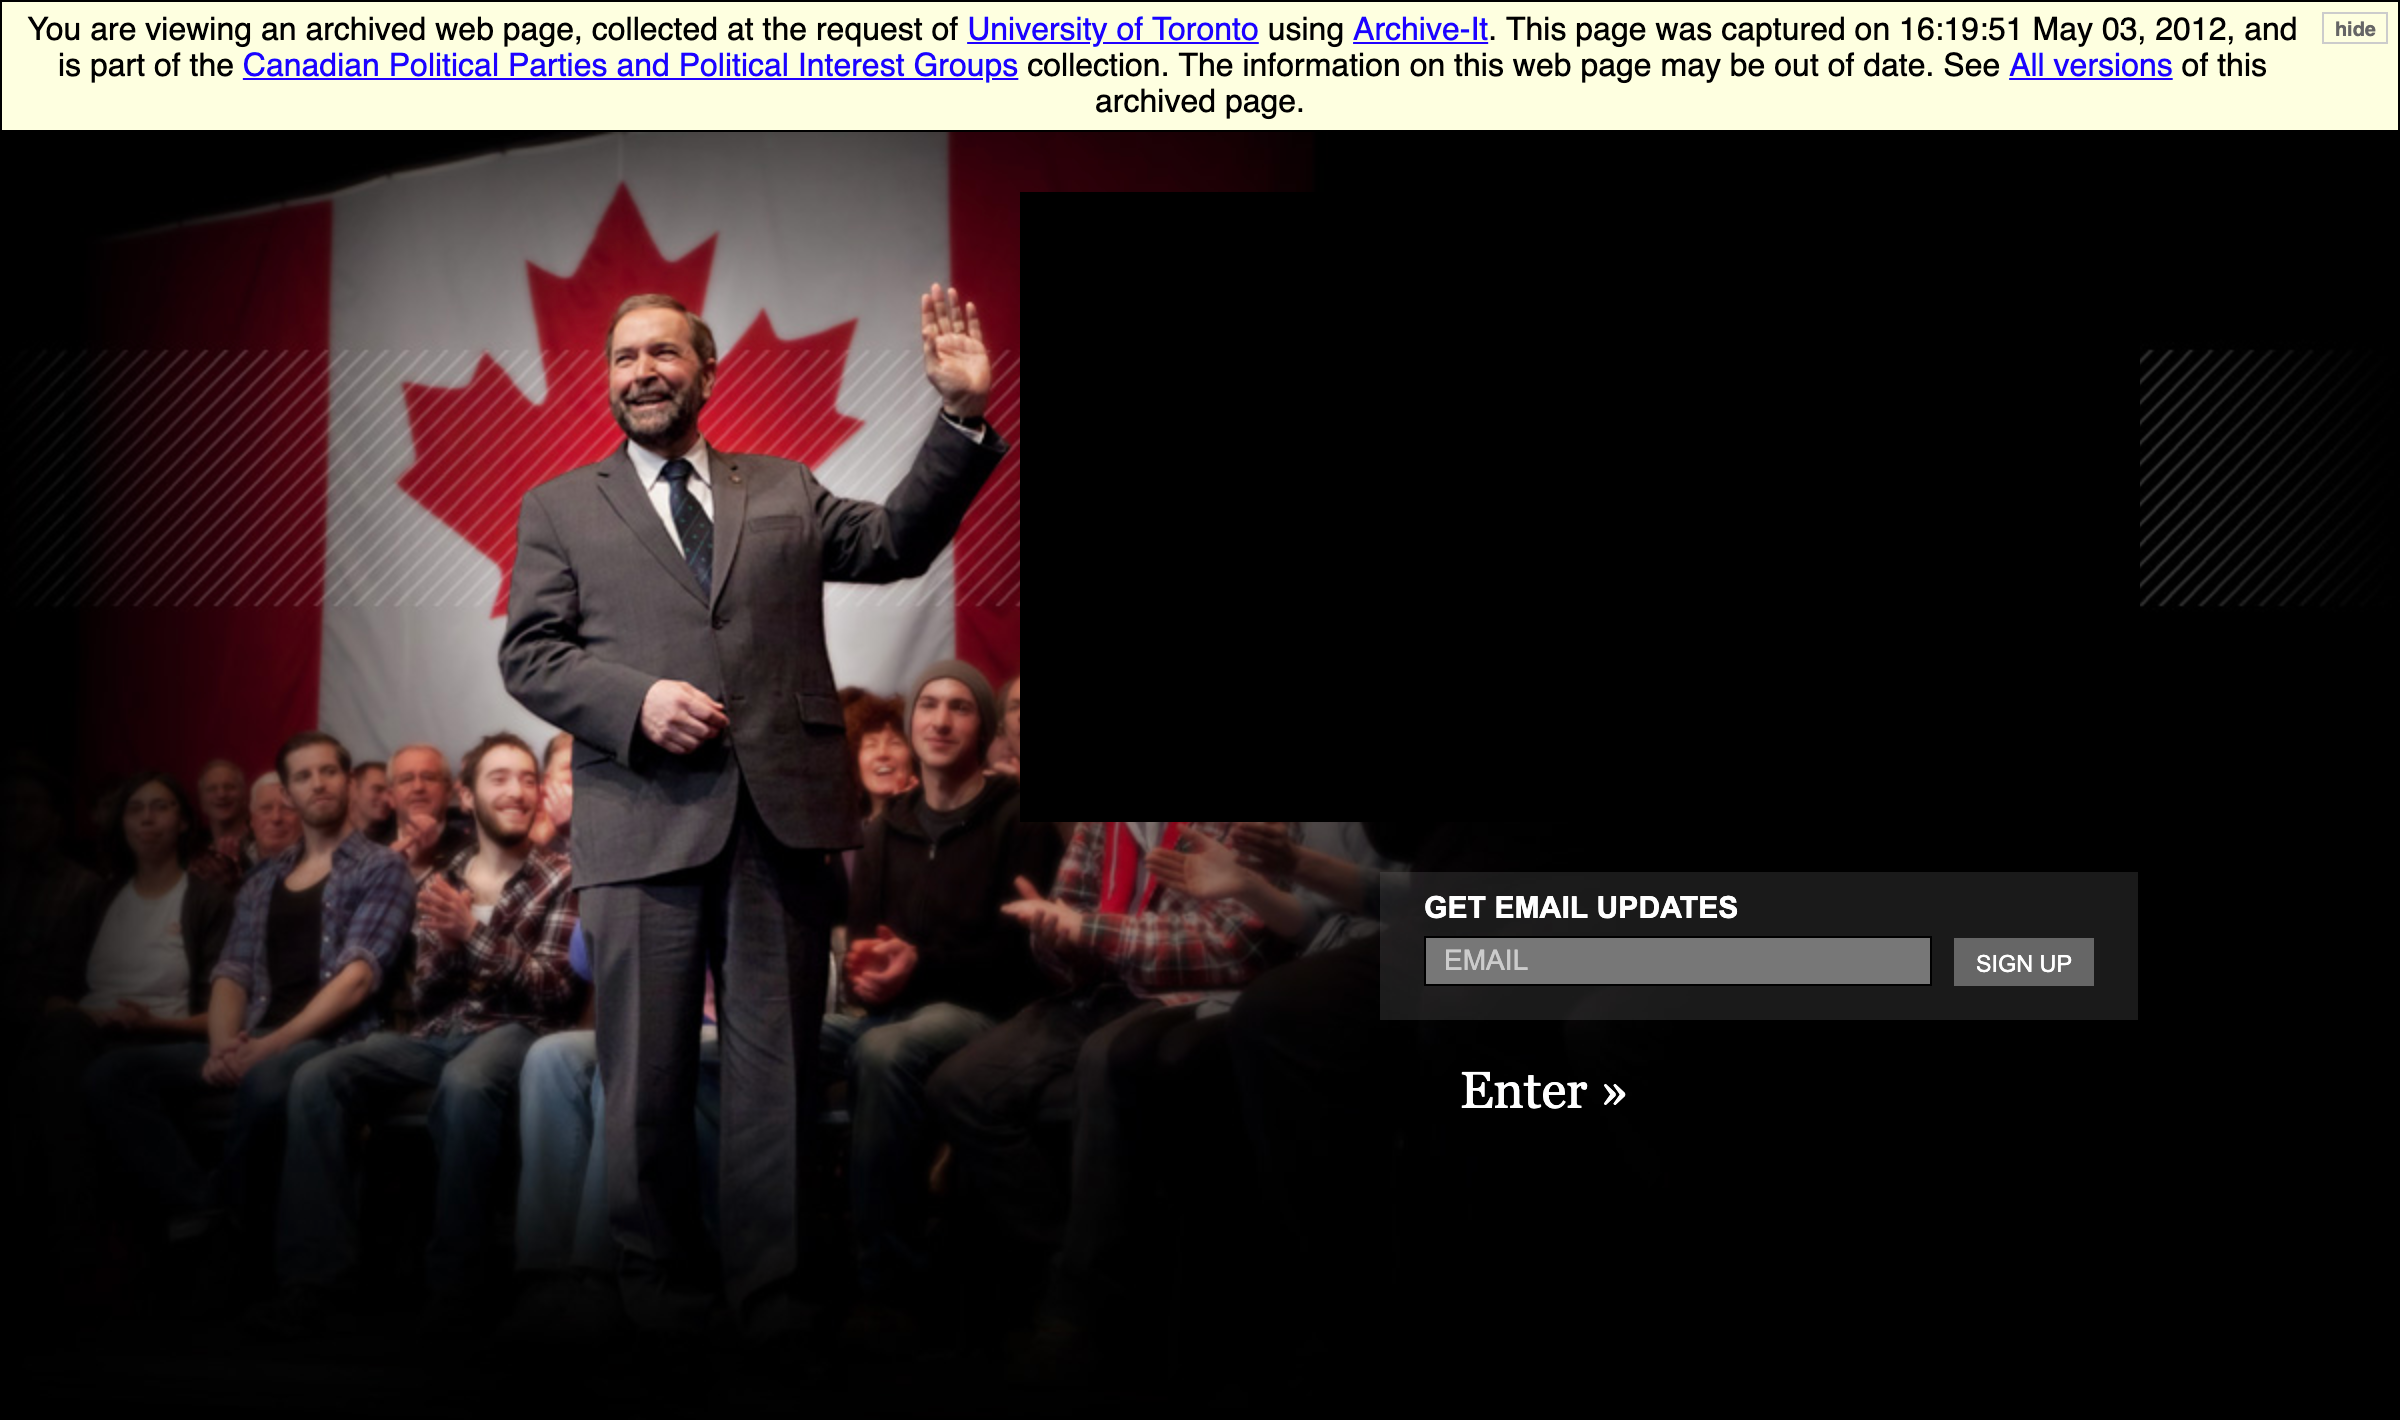 You are viewing an archived web page, collected at the request of University of Toronto using Archive-It. This page was captured on 16:19:51 May 03, 2012, and
hide
is part of the Canadian Political Parties and Political Interest Groups collection. The information on this web page may be out of date. See All versions of this
archived page.
GET EMAIL UPDATES
EMAIL
SIGN UP
Enter »